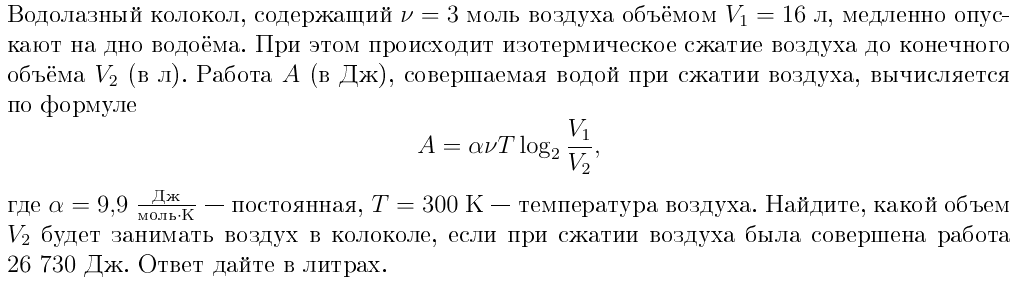 Водолазный колокол, содержащий ν = 3 моль воздуха объёмом V₁ = 16 л, медленно опус-
кают на дно водоёма. При этом происходит изотермическое сжатие воздуха до конечного
объёма V₂ (в л). Работа A (в Дж), совершаемая водой при сжатии воздуха, вычисляется
по формуле
A = ανT log₂ V₁/V₂,
где α = 9,9 Дж/моль·К — постоянная, T = 300 К — температура воздуха. Найдите, какой объем
V₂ будет занимать воздух в колоколе, если при сжатии воздуха была совершена работа
26 730 Дж. Ответ дайте в литрах.